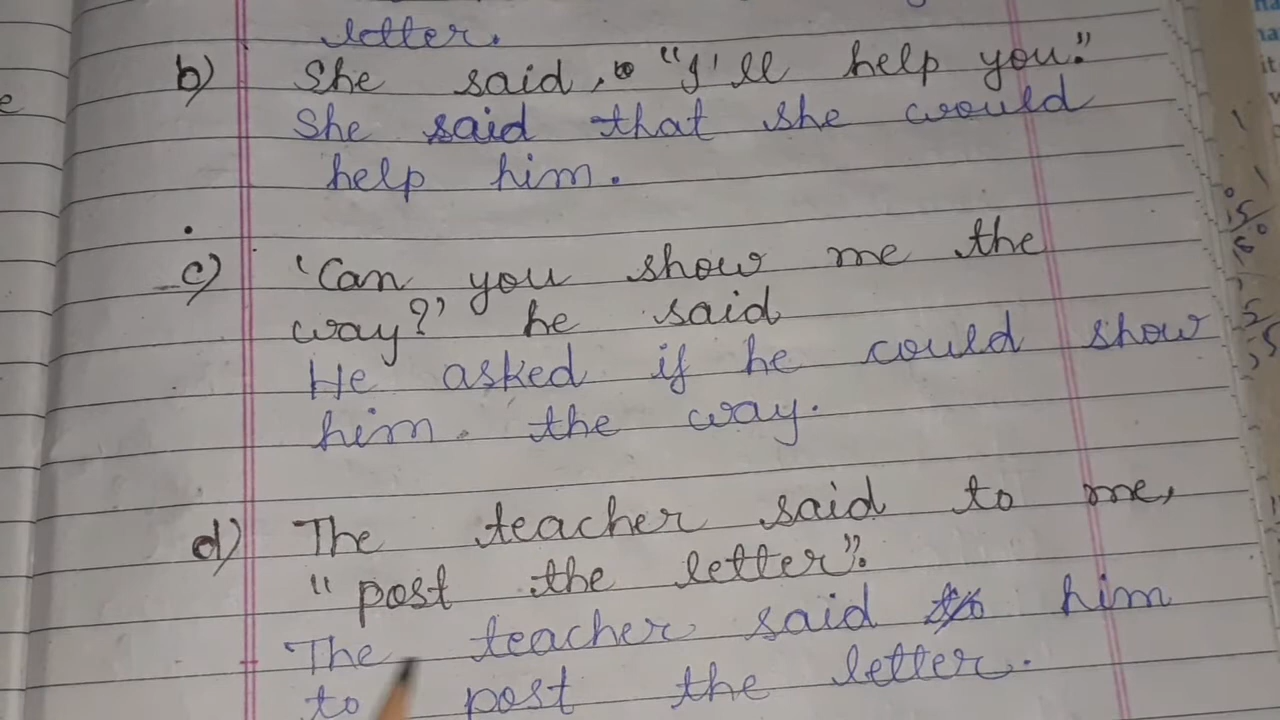 letter.
b) She said, "I'll help you."
She said that she would
help him.
c) 'Can you show me the
way?' he said
He asked if he could show
him. the way.
d) The teacher said to me,
"post the letter".
The teacher said him
to post the letter.